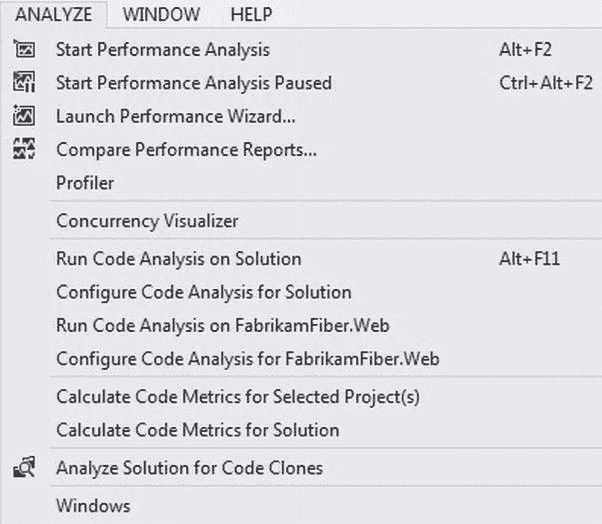 ANALYZE WINDOW HELP
Start Performance Analysis Alt+F2
Start Performance Analysis Paused Ctrl+Alt+F2
Launch Performance Wizard...
Compare Performance Reports...
Profiler
Concurrency Visualizer
Run Code Analysis on Solution Alt+F11
Configure Code Analysis for Solution
Run Code Analysis on FabrikamFiber.Web
Configure Code Analysis for FabrikamFiber.Web
Calculate Code Metrics for Selected Project(s)
Calculate Code Metrics for Solution
Analyze Solution for Code Clones
Windows